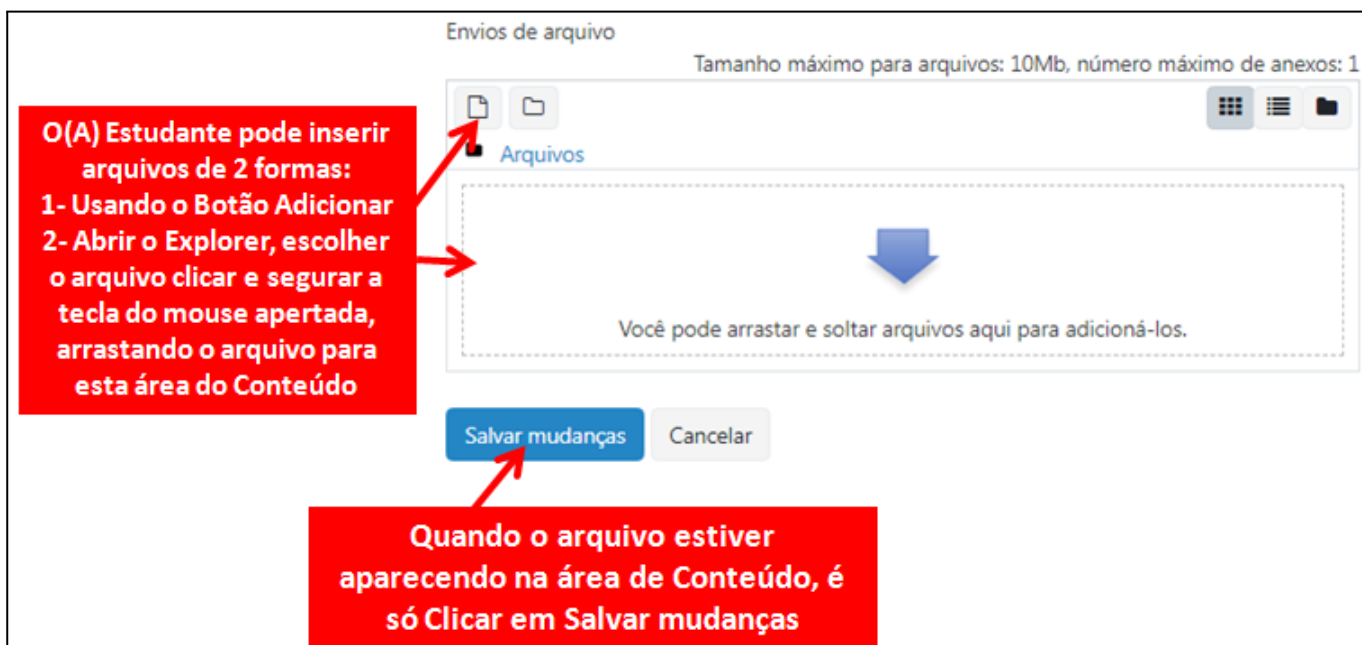 Envios de arquivo
Tamanho máximo para arquivos: 10Mb, número máximo de anexos: 1
O(A) Estudante pode inserir
arquivos de 2 formas:
1- Usando o Botão Adicionar
2- Abrir o Explorer, escolher
o arquivo clicar e segurar a
tecla do mouse apertada,
arrastando o arquivo para
esta área do Conteúdo
Arquivos
Você pode arrastar e soltar arquivos aqui para adicioná-los.
Salvar mudanças
Cancelar
Quando o arquivo estiver
aparecendo na área de Conteúdo, é
só Clicar em Salvar mudanças